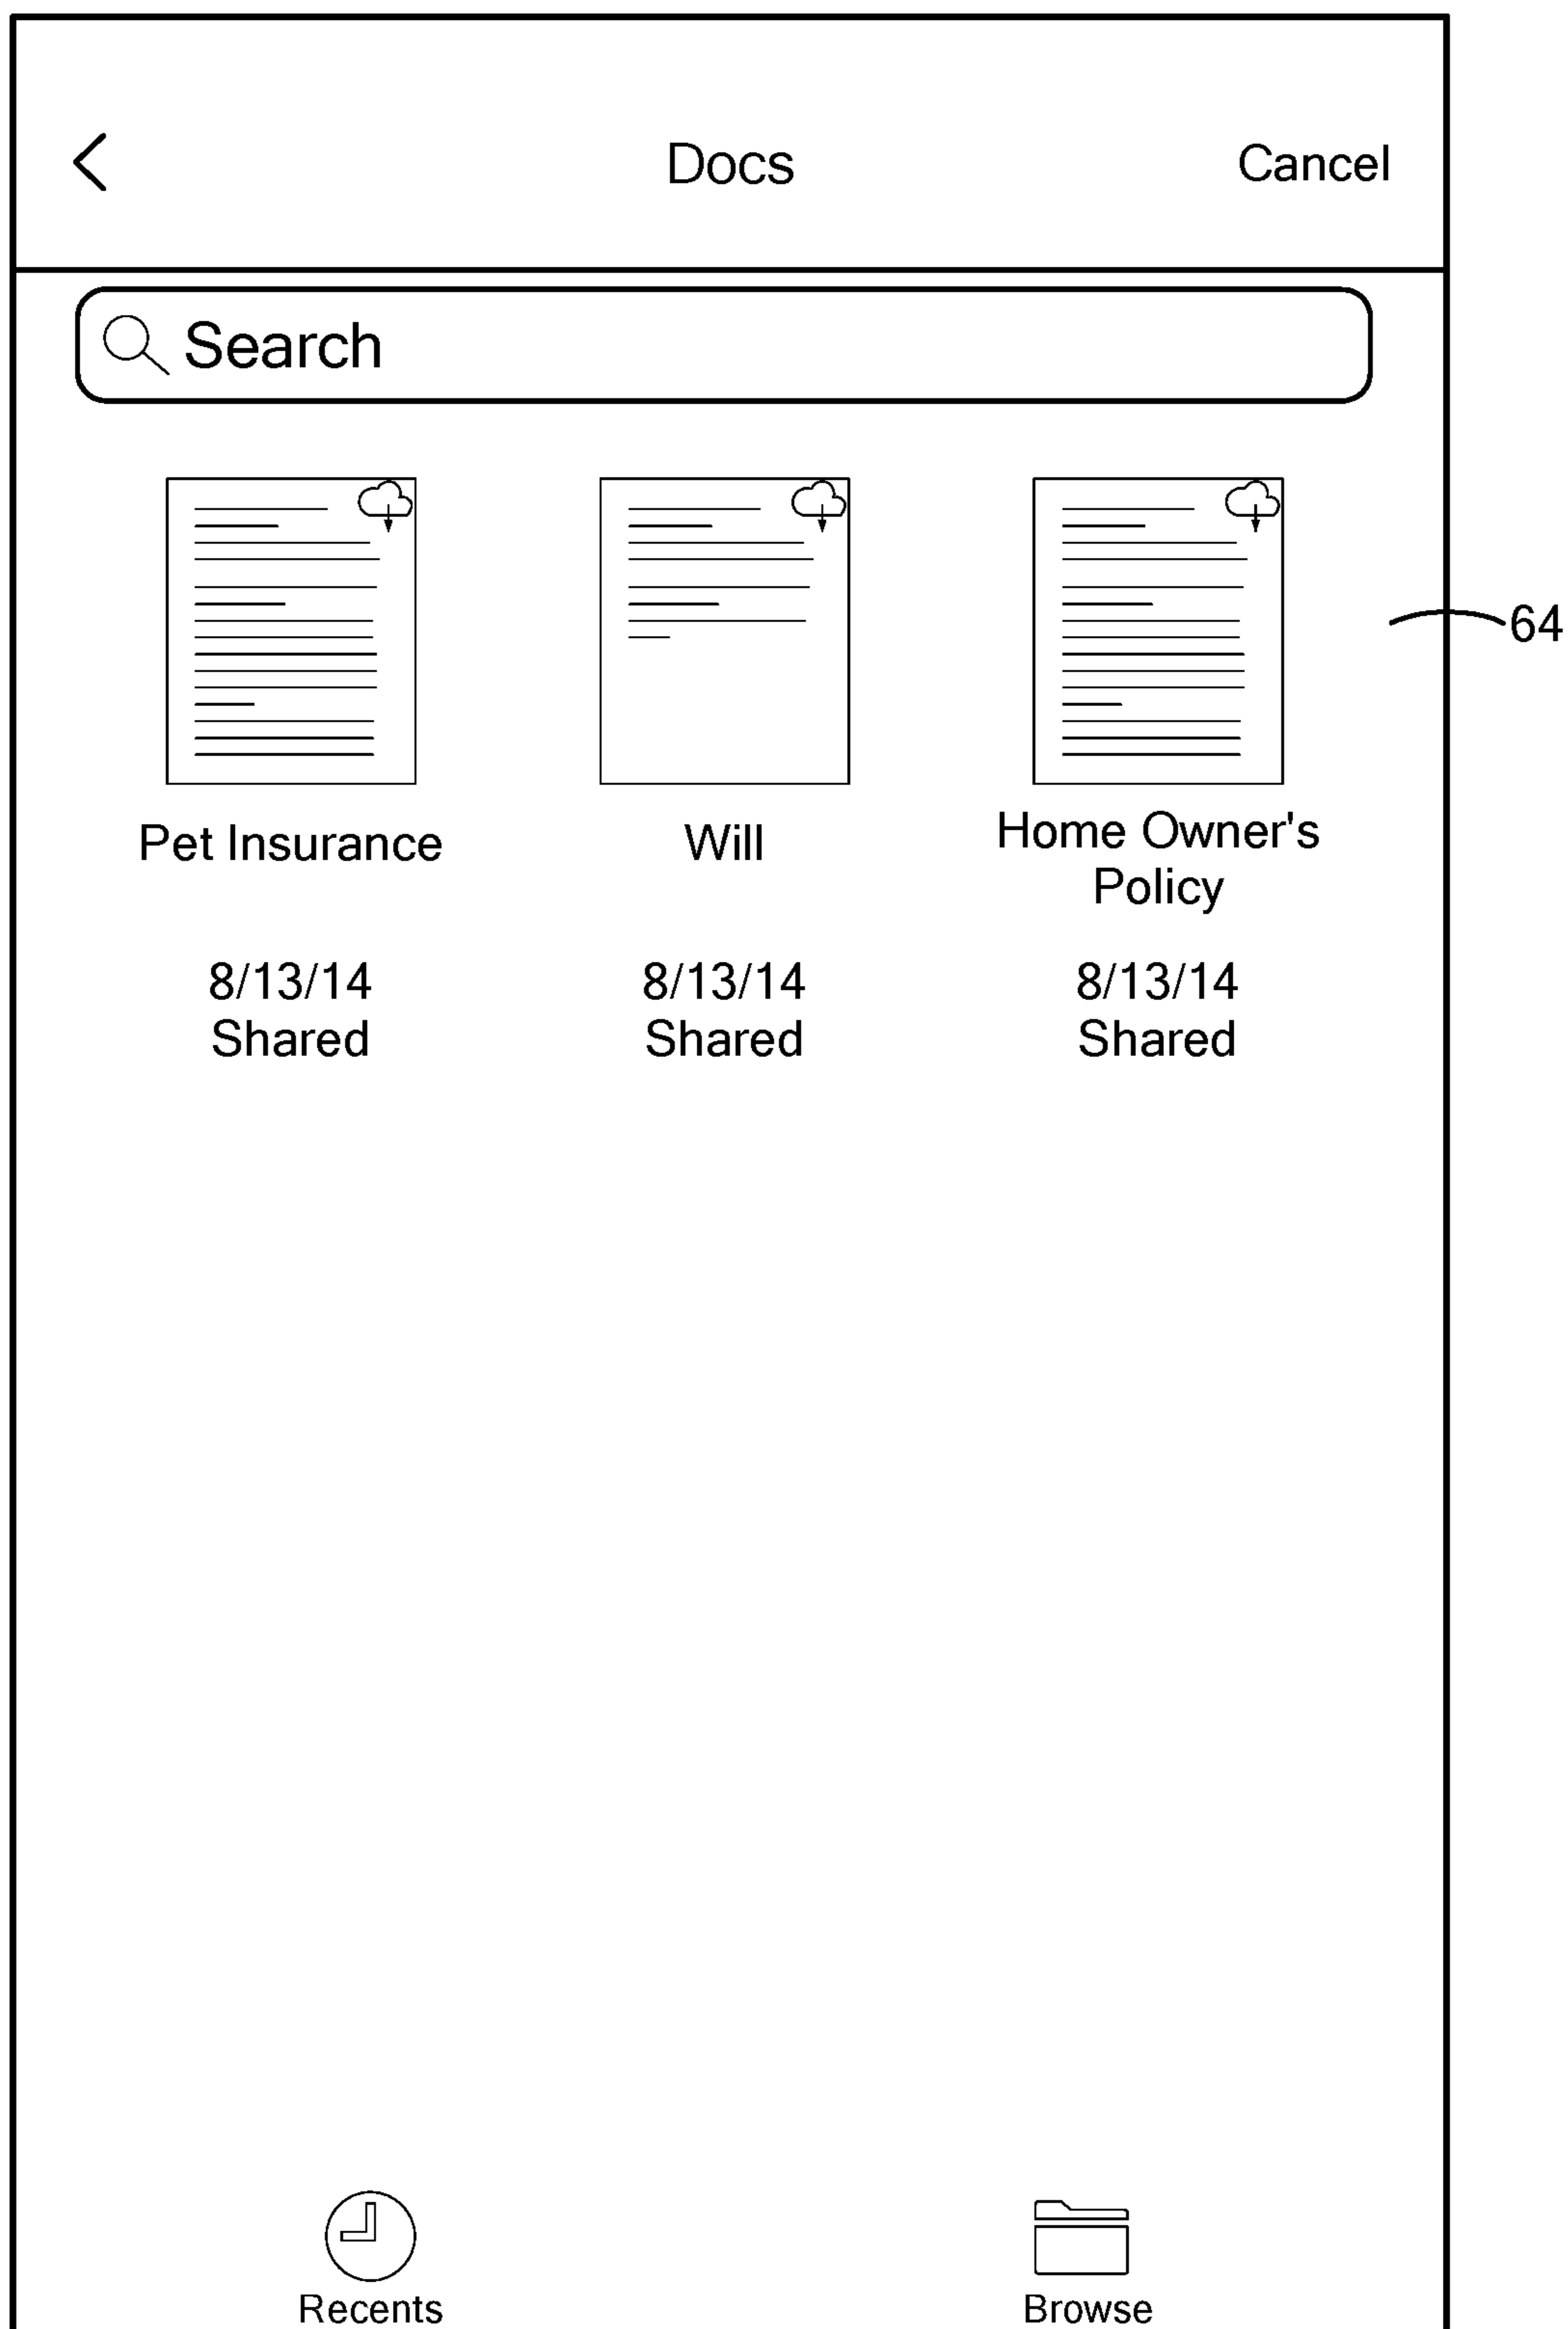 Docs
Cancel
Search
64
Pet Insurance
Will
Home Owner's
Policy
8/13/14
Shared
8/13/14
Shared
8/13/14
Shared
Recents
Browse